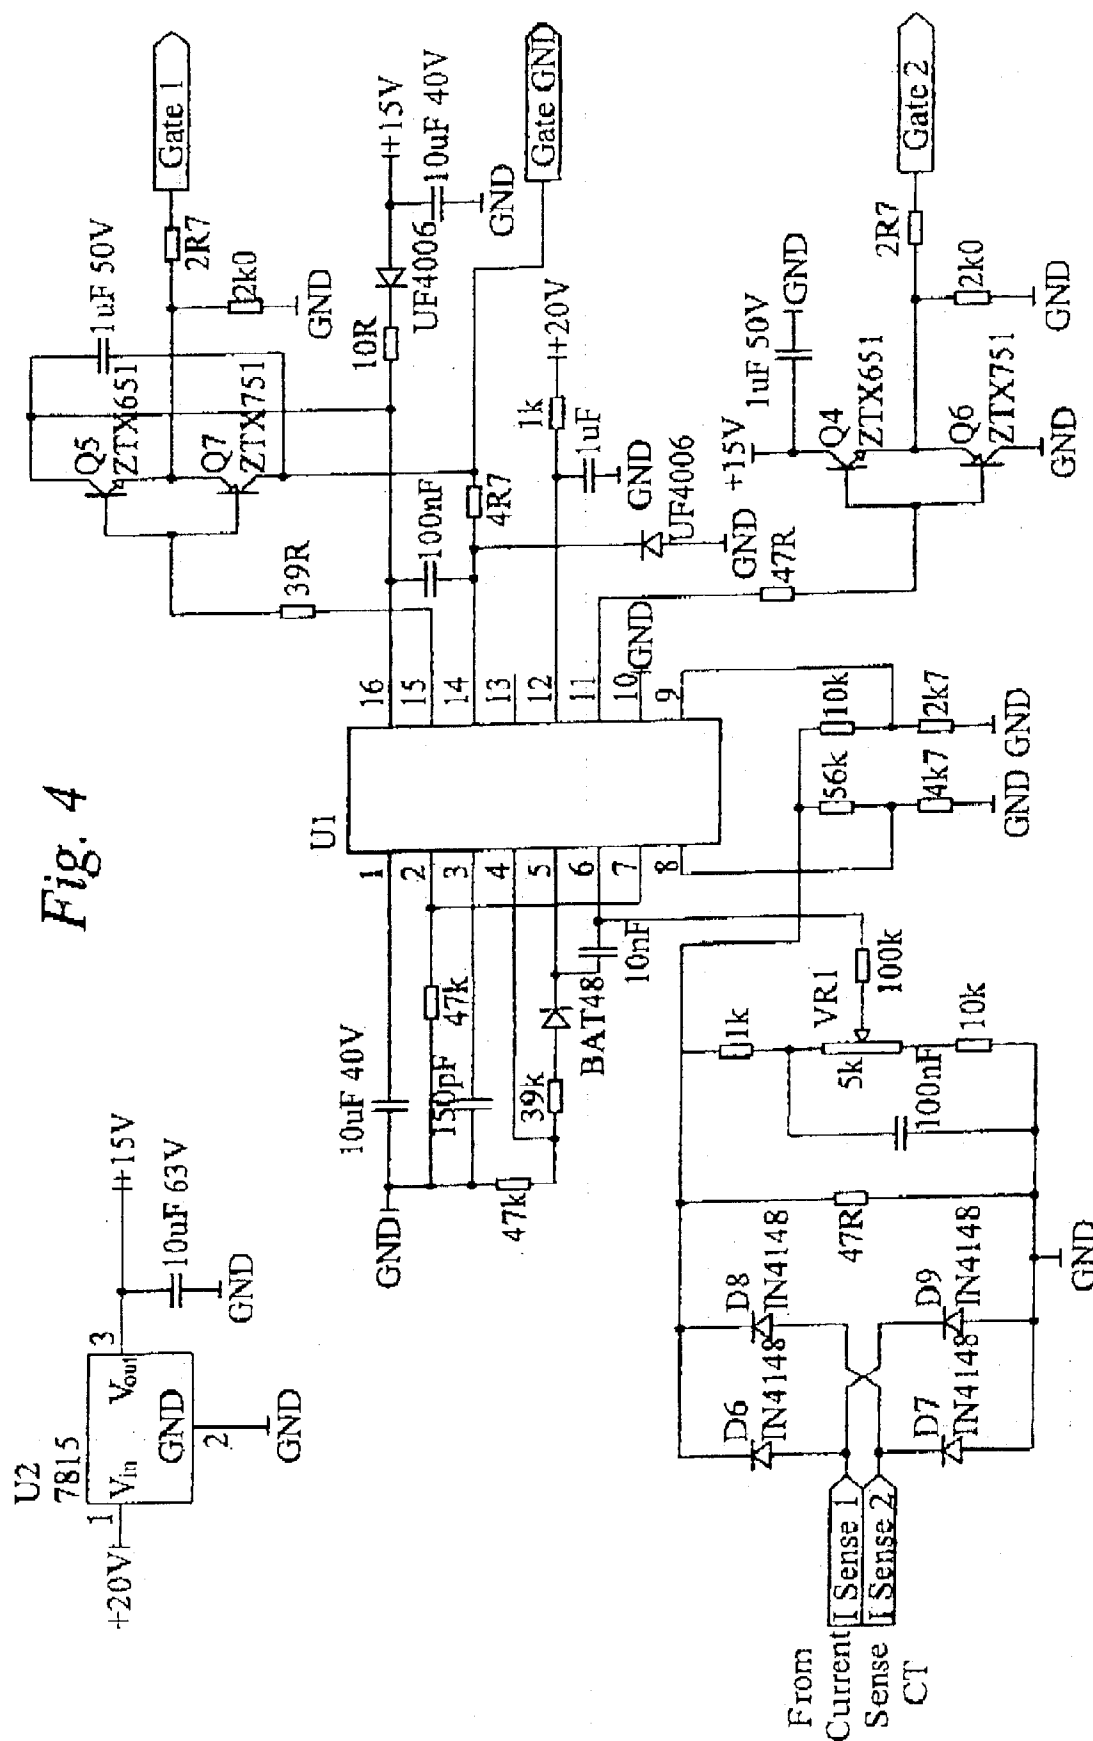 Fig. 4
U2
7815
+20V
1
Vin
Vout
3
GND
2
GND
+15V
10uF 63V
GND
U1
1
2
3
4
5
6
7
8
16
15
14
13
12
11
10
9
GND
10uF 40V
47k
150pF
47k
39k
BAT48
10nF
39R
Q5
ZTX651
Q7
ZTX751
1uF 50V
2R7
Gate 1
2k0
GND
10R
UF4006
+15V
10uF 40V
GND
100nF
4R7
Gate GND
1k
+20V
1uF
GND
UF4006
GND
GND
47R
+15V
1uF 50V
GND
Q4
ZTX651
Q6
ZTX751
GND
2R7
Gate 2
2k0
GND
56k
10k
4k7
2k7
GND
GND
100k
VR1
5k
1k
10k
100nF
47R
D6
IN4148
D8
IN4148
D7
IN4148
D9
IN4148
GND
From
Current
Sense
CT
I Sense 1
I Sense 2